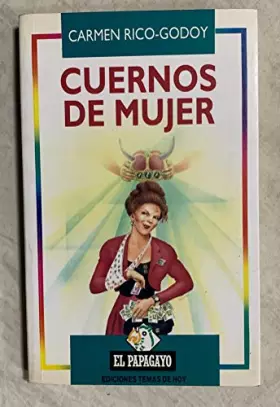 CARMEN RICO-GODOY
CUERNOS
DE MUJER
EL PAPAGAYO
EDICIONES TEMAS DE HOY